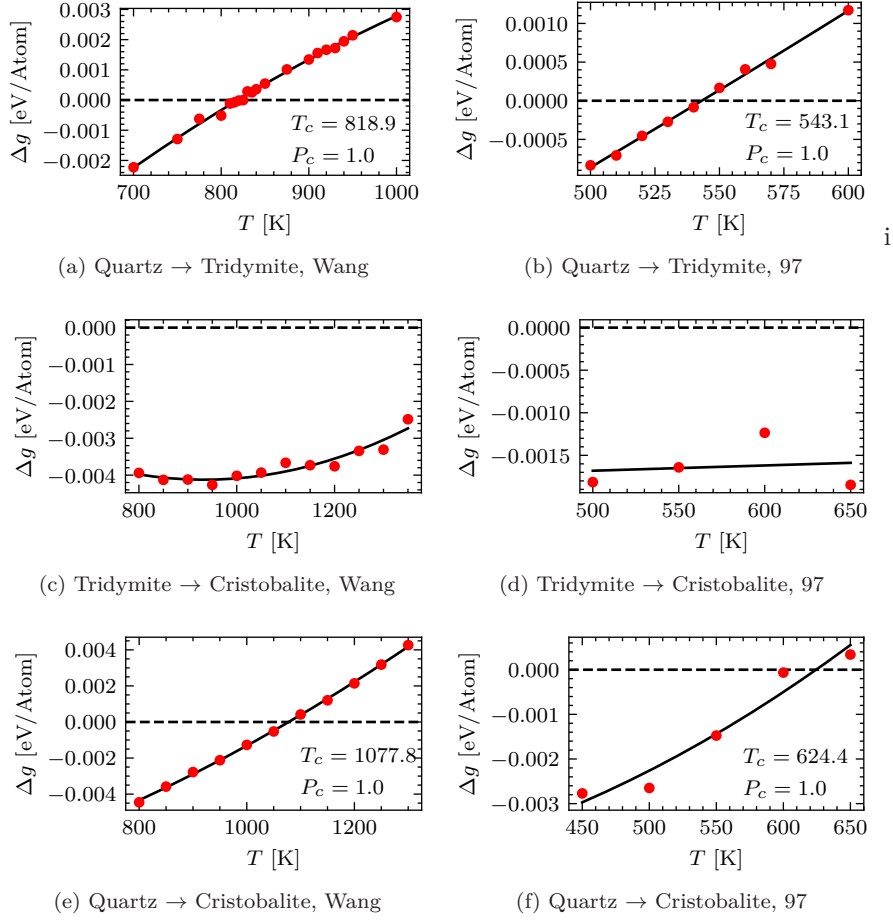 0.003
0.002
0.001
0.000
−0.001
−0.002
Δg [eV/Atom]
T_c = 818.9
P_c = 1.0
700 800 900 1000
T [K]
(a) Quartz → Tridymite, Wang
0.0010
0.0005
0.0000
−0.0005
Δg [eV/Atom]
T_c = 543.1
P_c = 1.0
500 525 550 575 600
T [K]
(b) Quartz → Tridymite, 97
i
0.000
−0.001
−0.002
−0.003
−0.004
Δg [eV/Atom]
800 1000 1200
T [K]
(c) Tridymite → Cristobalite, Wang
0.0000
−0.0005
−0.0010
−0.0015
Δg [eV/Atom]
500 550 600 650
T [K]
(d) Tridymite → Cristobalite, 97
0.004
0.002
0.000
−0.002
−0.004
Δg [eV/Atom]
T_c = 1077.8
P_c = 1.0
800 1000 1200
T [K]
(e) Quartz → Cristobalite, Wang
0.000
−0.001
−0.002
−0.003
Δg [eV/Atom]
T_c = 624.4
P_c = 1.0
450 500 550 600 650
T [K]
(f) Quartz → Cristobalite, 97